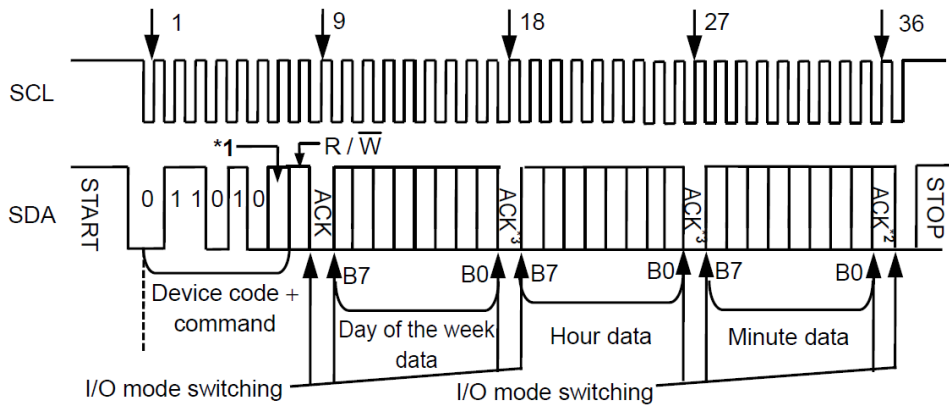 1 9 18 27 36
SCL
*1 R / W
SDA START 0 1 1 0 1 0 ACK ACK*3 ACK*3 ACK*2 STOP
B7 B0 B7 B0 B7 B0
Device code +
command
Day of the week
data
Hour data
Minute data
I/O mode switching I/O mode switching